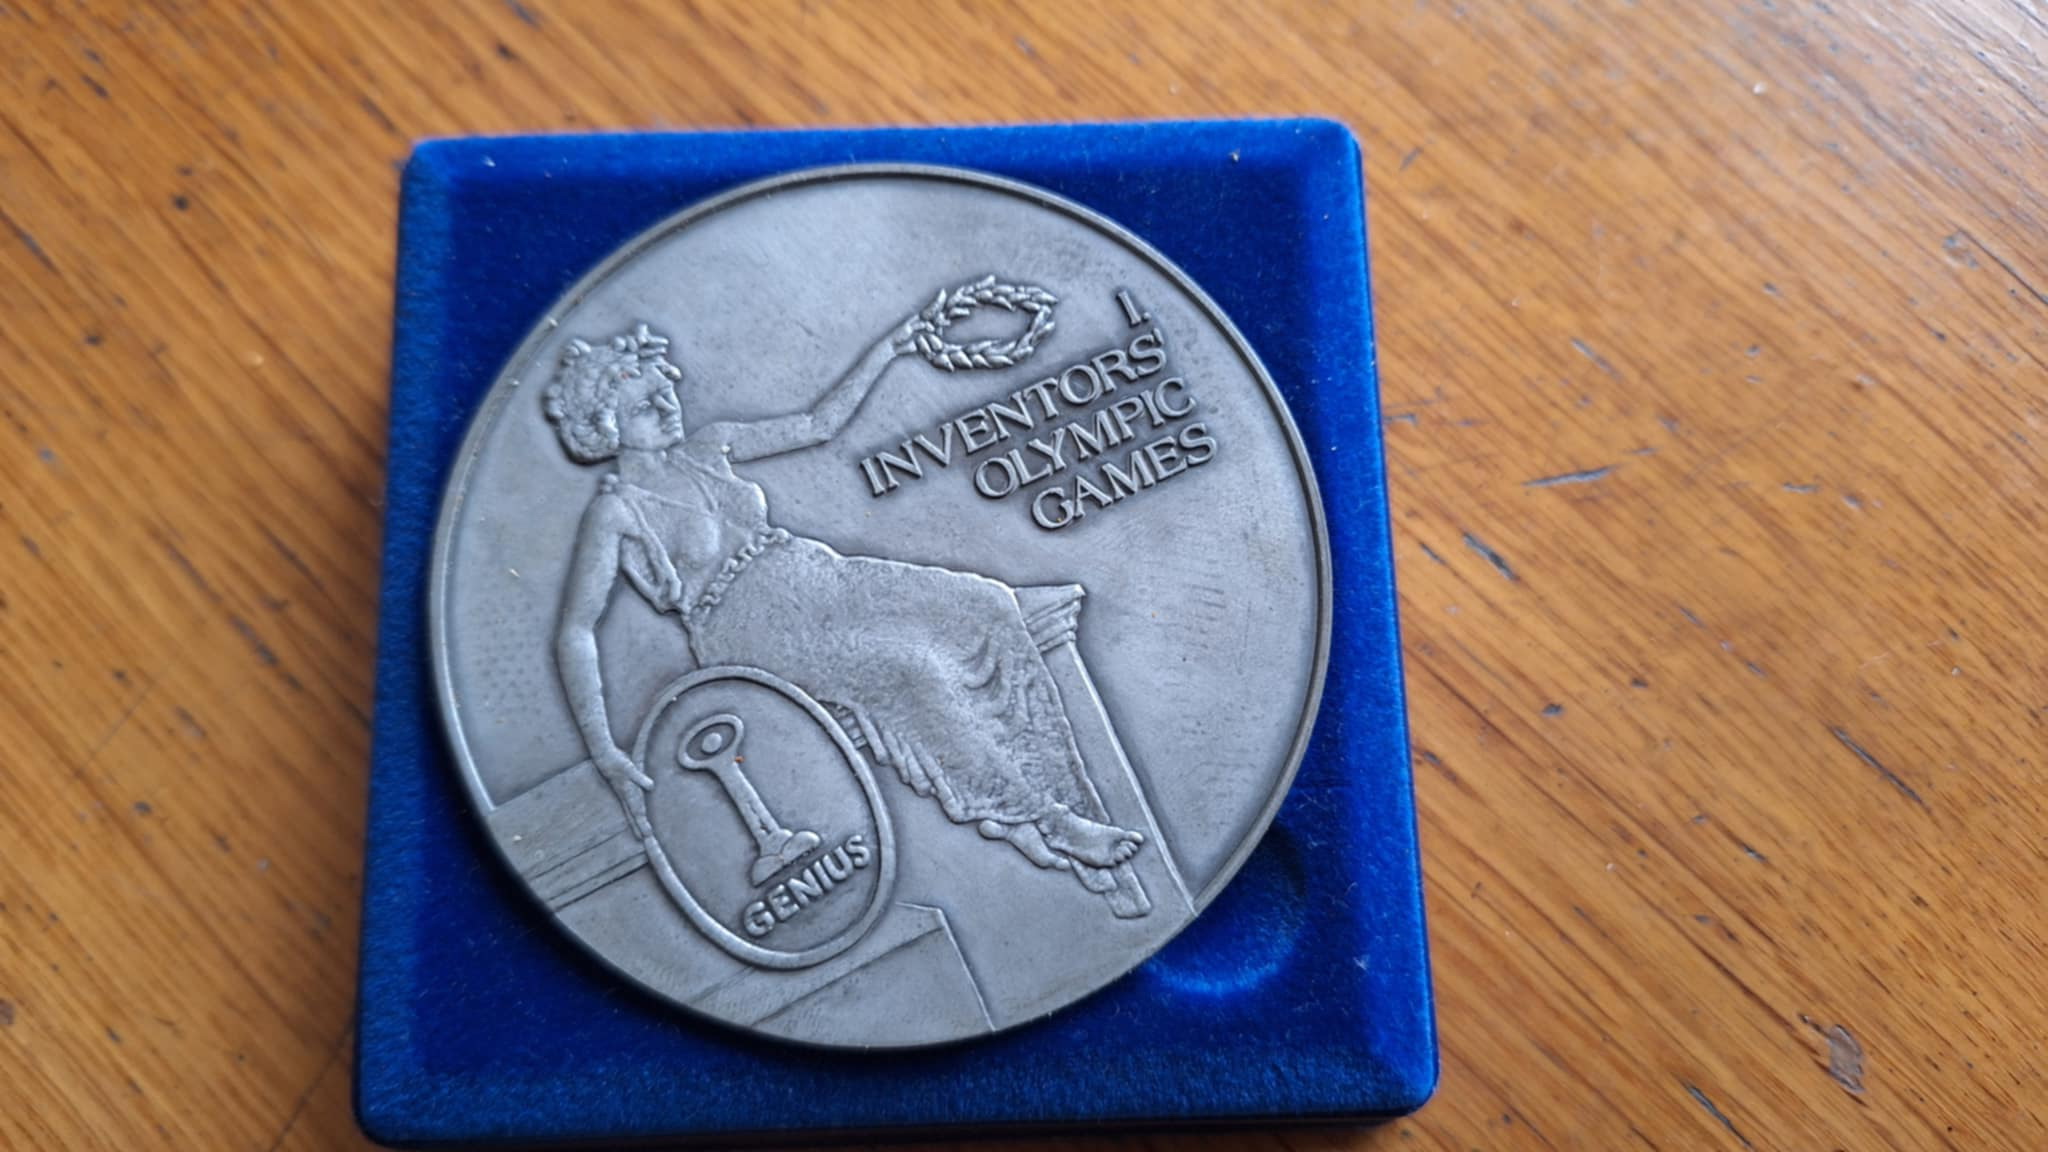 I
INVENTORS'
OLYMPIC
GAMES
GENIUS